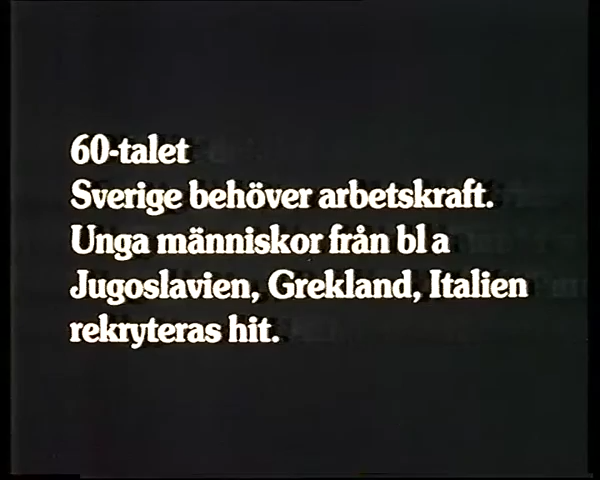 60-talet
Sverige behöver arbetskraft.
Unga människor från bl a
Jugoslavien, Grekland, Italien
rekryteras hit.